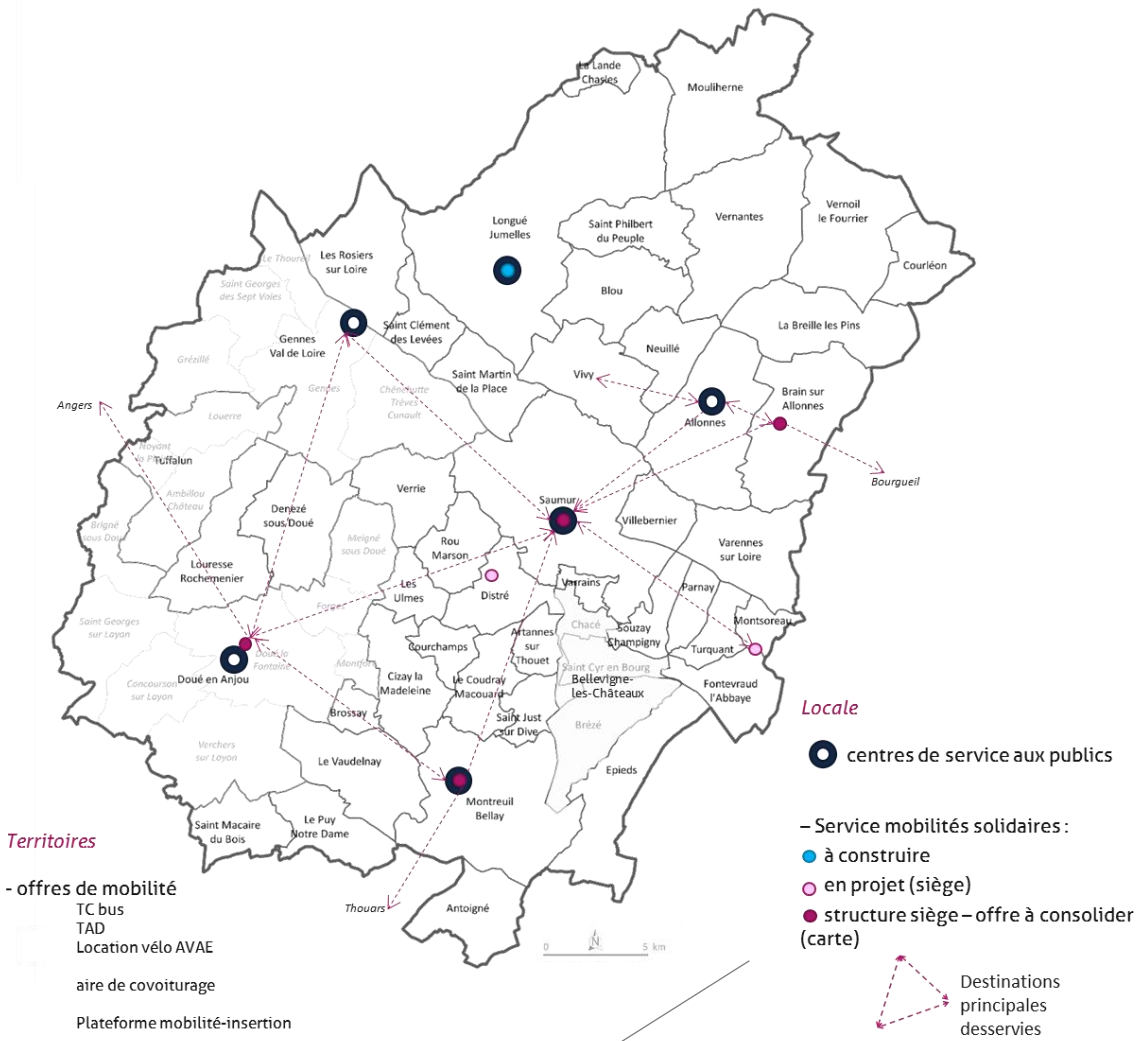 La Lande
Chasles
Mouliherne
Longué
Jumelles
Saint Philbert
du Peuple
Vernantes
Vernoil
le Fourrier
Courléon
Le Thoureil
Les Rosiers
sur Loire
Saint Georges
des Sept Voies
Blou
La Breille les Pins
Gennes
Val de Loire
Saint Clément
des Levées
Neuillé
Grézillé
Gennes
Chênehutte
Trèves
Cunault
Saint Martin
de la Place
Vivy
Allonnes
Brain sur
Allonnes
Angers
Louerre
Noyant
la Plaine
Tuffalun
Bourgueil
Ambillou
Château
Verrie
Saumur
Denezé
sous Doué
Brigné
sous Doué
Meigné
sous Doué
Rou
Marson
Villebernier
Varennes
sur Loire
Louresse
Rochemenier
Les
Ulmes
Distré
Varrains
Parnay
Forges
Saint Georges
sur Layon
Chacé
Souzay
Champigny
Montsoreau
Turquant
Artannes
sur
Thouet
Courchamps
Doué la
Fontaine
Doué en Anjou
Montfort
Cizay la
Madeleine
Le Coudray
Macouard
Saint Cyr en Bourg
Bellevigne-
les-Châteaux
Fontevraud
l'Abbaye
Concourson
sur Layon
Brossay
Saint Just
sur Dive
Brézé
Verchers
sur Layon
Le Vaudelnay
Epieds
Montreuil
Bellay
Saint Macaire
du Bois
Le Puy
Notre Dame
Thouars
Antoigné
N
0 5 km
Locale
centres de service aux publics
– Service mobilités solidaires :
à construire
en projet (siège)
structure siège – offre à consolider
(carte)
Destinations
principales
desservies
Territoires
- offres de mobilité
TC bus
TAD
Location vélo AVAE
aire de covoiturage
Plateforme mobilité-insertion